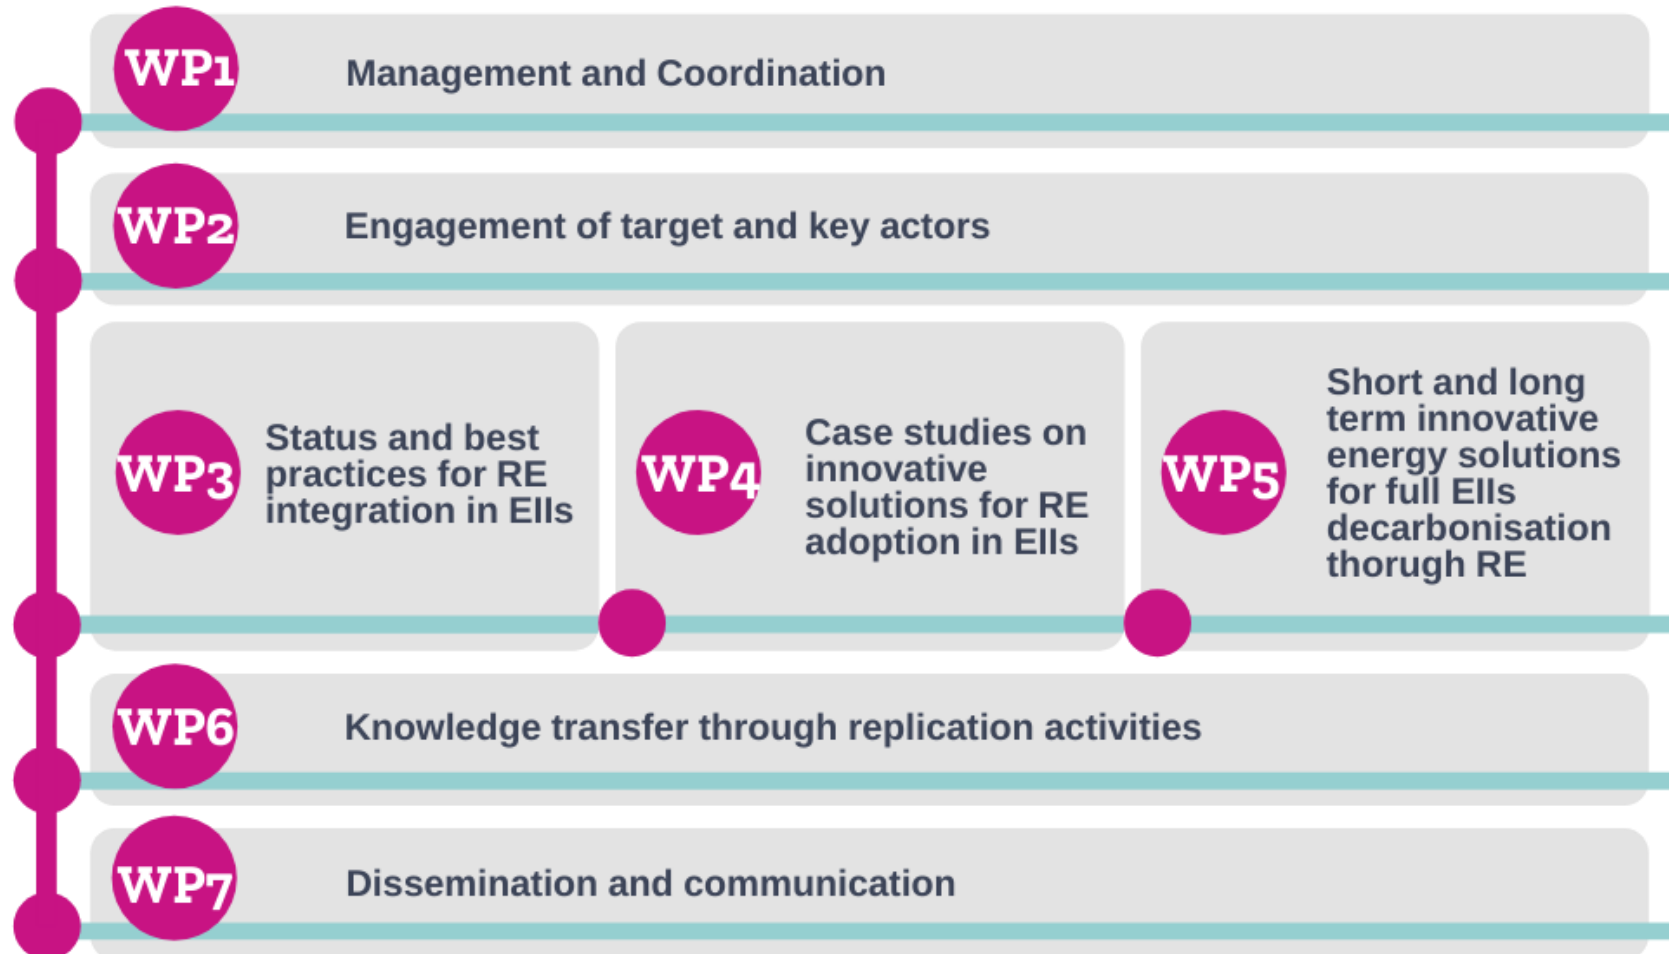 WP1
Management and Coordination
WP2
Engagement of target and key actors
WP3
Status and best
practices for RE
integration in EIIs
WP4
Case studies on
innovative
solutions for RE
adoption in EIIs
WP5
Short and long
term innovative
energy solutions
for full EIIs
decarbonisation
thorugh RE
WP6
Knowledge transfer through replication activities
WP7
Dissemination and communication